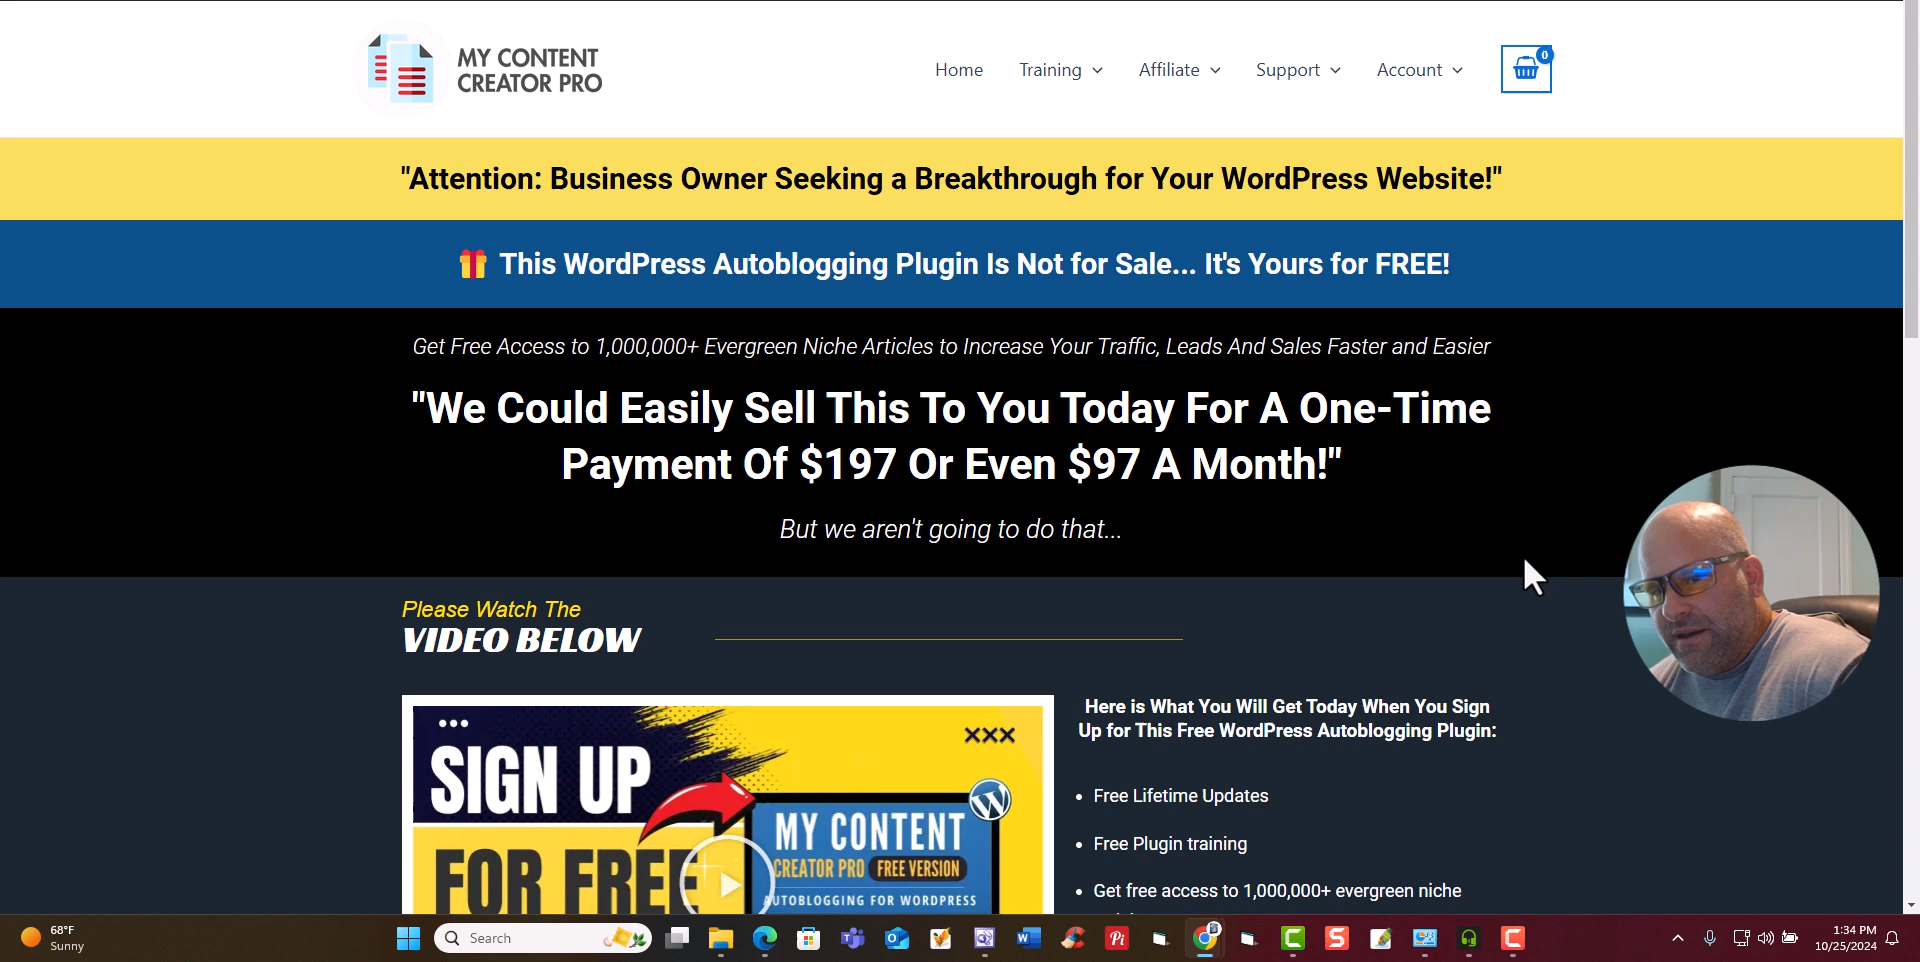 MY CONTENT
CREATOR PRO
Home
Training
Affiliate
Support
Account
0
"Attention: Business Owner Seeking a Breakthrough for Your WordPress Website!"
This WordPress Autoblogging Plugin Is Not for Sale... It's Yours for FREE!
Get Free Access to 1,000,000+ Evergreen Niche Articles to Increase Your Traffic, Leads And Sales Faster and Easier
"We Could Easily Sell This To You Today For A One-Time
Payment Of $197 Or Even $97 A Month!"
But we aren't going to do that...
Please Watch The
VIDEO BELOW
XXX
SIGN UP
FOR FREE
MY CONTENT
CREATOR PRO FREE VERSION
AUTOBLOGGING FOR WORDPRESS
Here is What You Will Get Today When You Sign
Up for This Free WordPress Autoblogging Plugin:
• Free Lifetime Updates
• Free Plugin training
• Get free access to 1,000,000+ evergreen niche
68°F
Sunny
Search
1:34 PM
10/25/2024